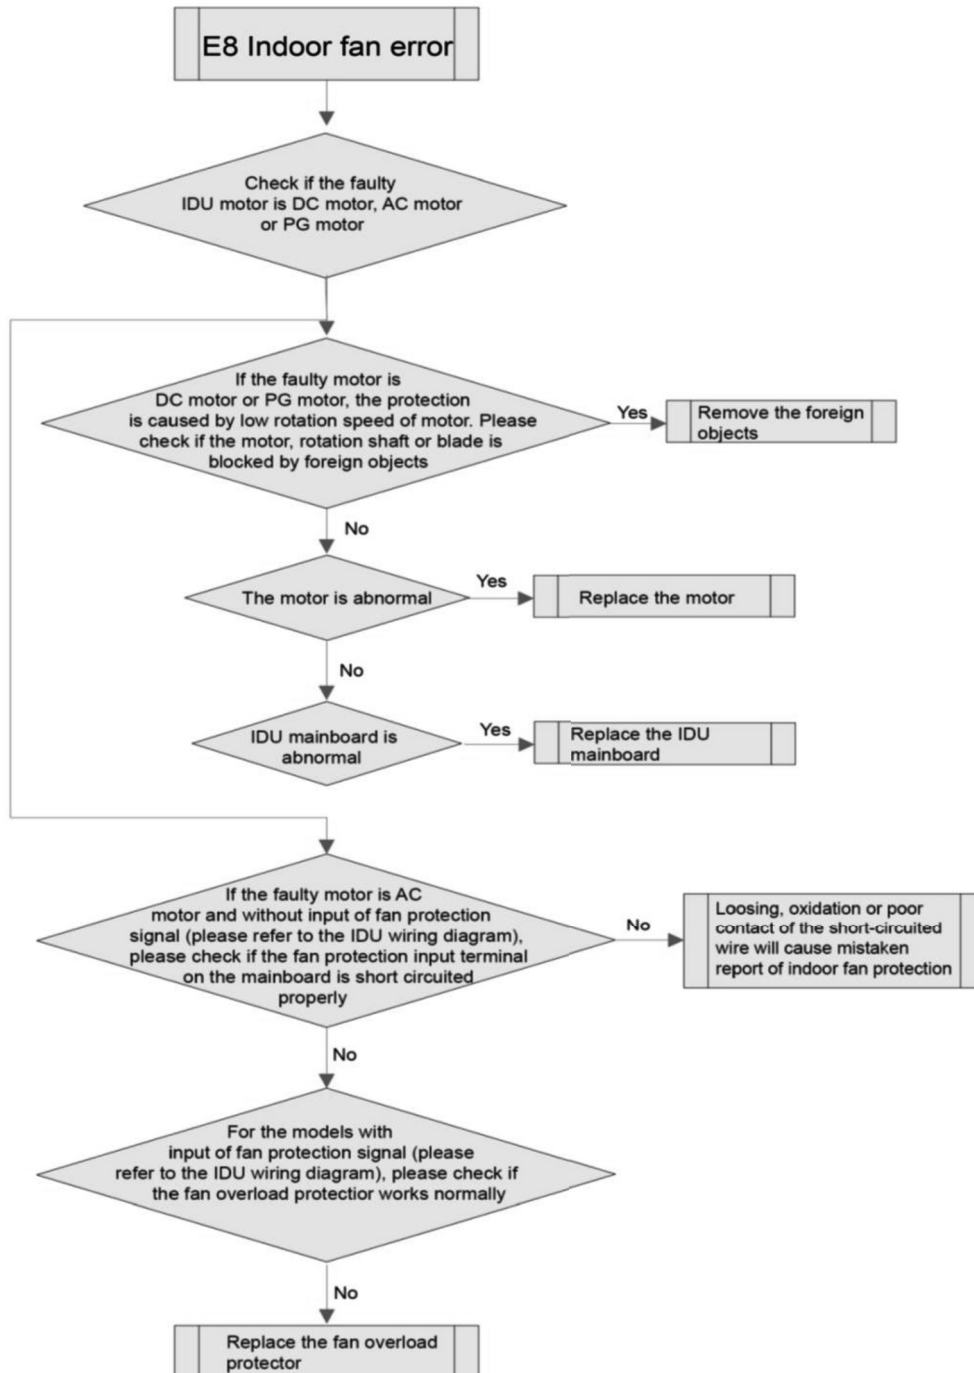 E8 Indoor fan error
Check if the faulty
IDU motor is DC motor, AC motor
or PG motor
If the faulty motor is
DC motor or PG motor, the protection
is caused by low rotation speed of motor. Please
check if the motor, rotation shaft or blade is
blocked by foreign objects
Yes
Remove the foreign
objects
No
The motor is abnormal
Yes
Replace the motor
No
IDU mainboard is
abnormal
Yes
Replace the IDU
mainboard
If the faulty motor is AC
motor and without input of fan protection
signal (please refer to the IDU wiring diagram),
please check if the fan protection input terminal
on the mainboard is short circuited
properly
No
Loosing, oxidation or poor
contact of the short-circuited
wire will cause mistaken
report of indoor fan protection
No
For the models with
input of fan protection signal (please
refer to the IDU wiring diagram), please check if
the fan overload protectior works normally
No
Replace the fan overload
protector